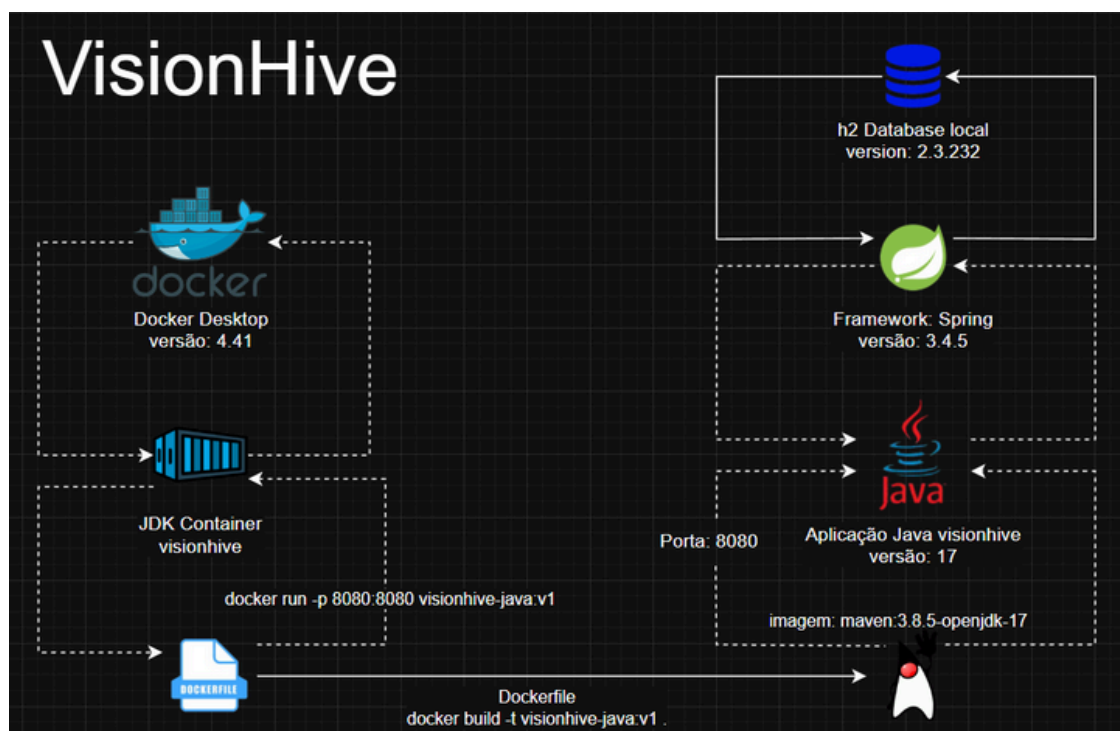 VisionHive
h2 Database local
version: 2.3.232
docker
Docker Desktop
versão: 4.41
Framework: Spring
versão: 3.4.5
JDK Container
visionhive
Java
Aplicação Java visionhive
versão: 17
Porta: 8080
docker run -p 8080:8080 visionhive-java:v1
imagem: maven:3.8.5-openjdk-17
DOCKERFILE
Dockerfile
docker build -t visionhive-java:v1 .